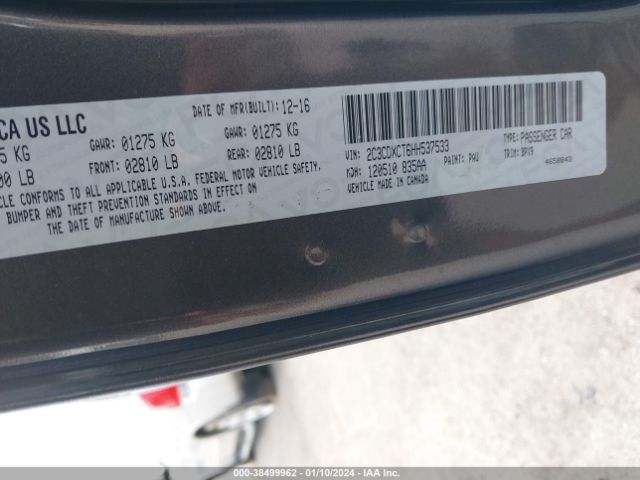 CA US LLC
DATE OF MFR(BUILT): 12-16
5 KG GAWR: 01275 KG GAWR: 01275 KG
00 LB FRONT: 02810 LB REAR: 02810 LB
CLE CONFORMS TO ALL APPLICABLE U.S.A. FEDERAL MOTOR VEHICLE SAFETY,
BUMPER AND THEFT PREVENTION STANDARDS IN EFFECT ON
THE DATE OF MANUFACTURE SHOWN ABOVE.
VIN: 2C3CDXCT6HH537533 TYPE: PASSENGER CAR
MDH: 120510 835AA PAINT: PAU TRIM: BPX9
VEHICLE MADE IN CANADA
000-38499962 - 01/10/2024 - IAAI.COM